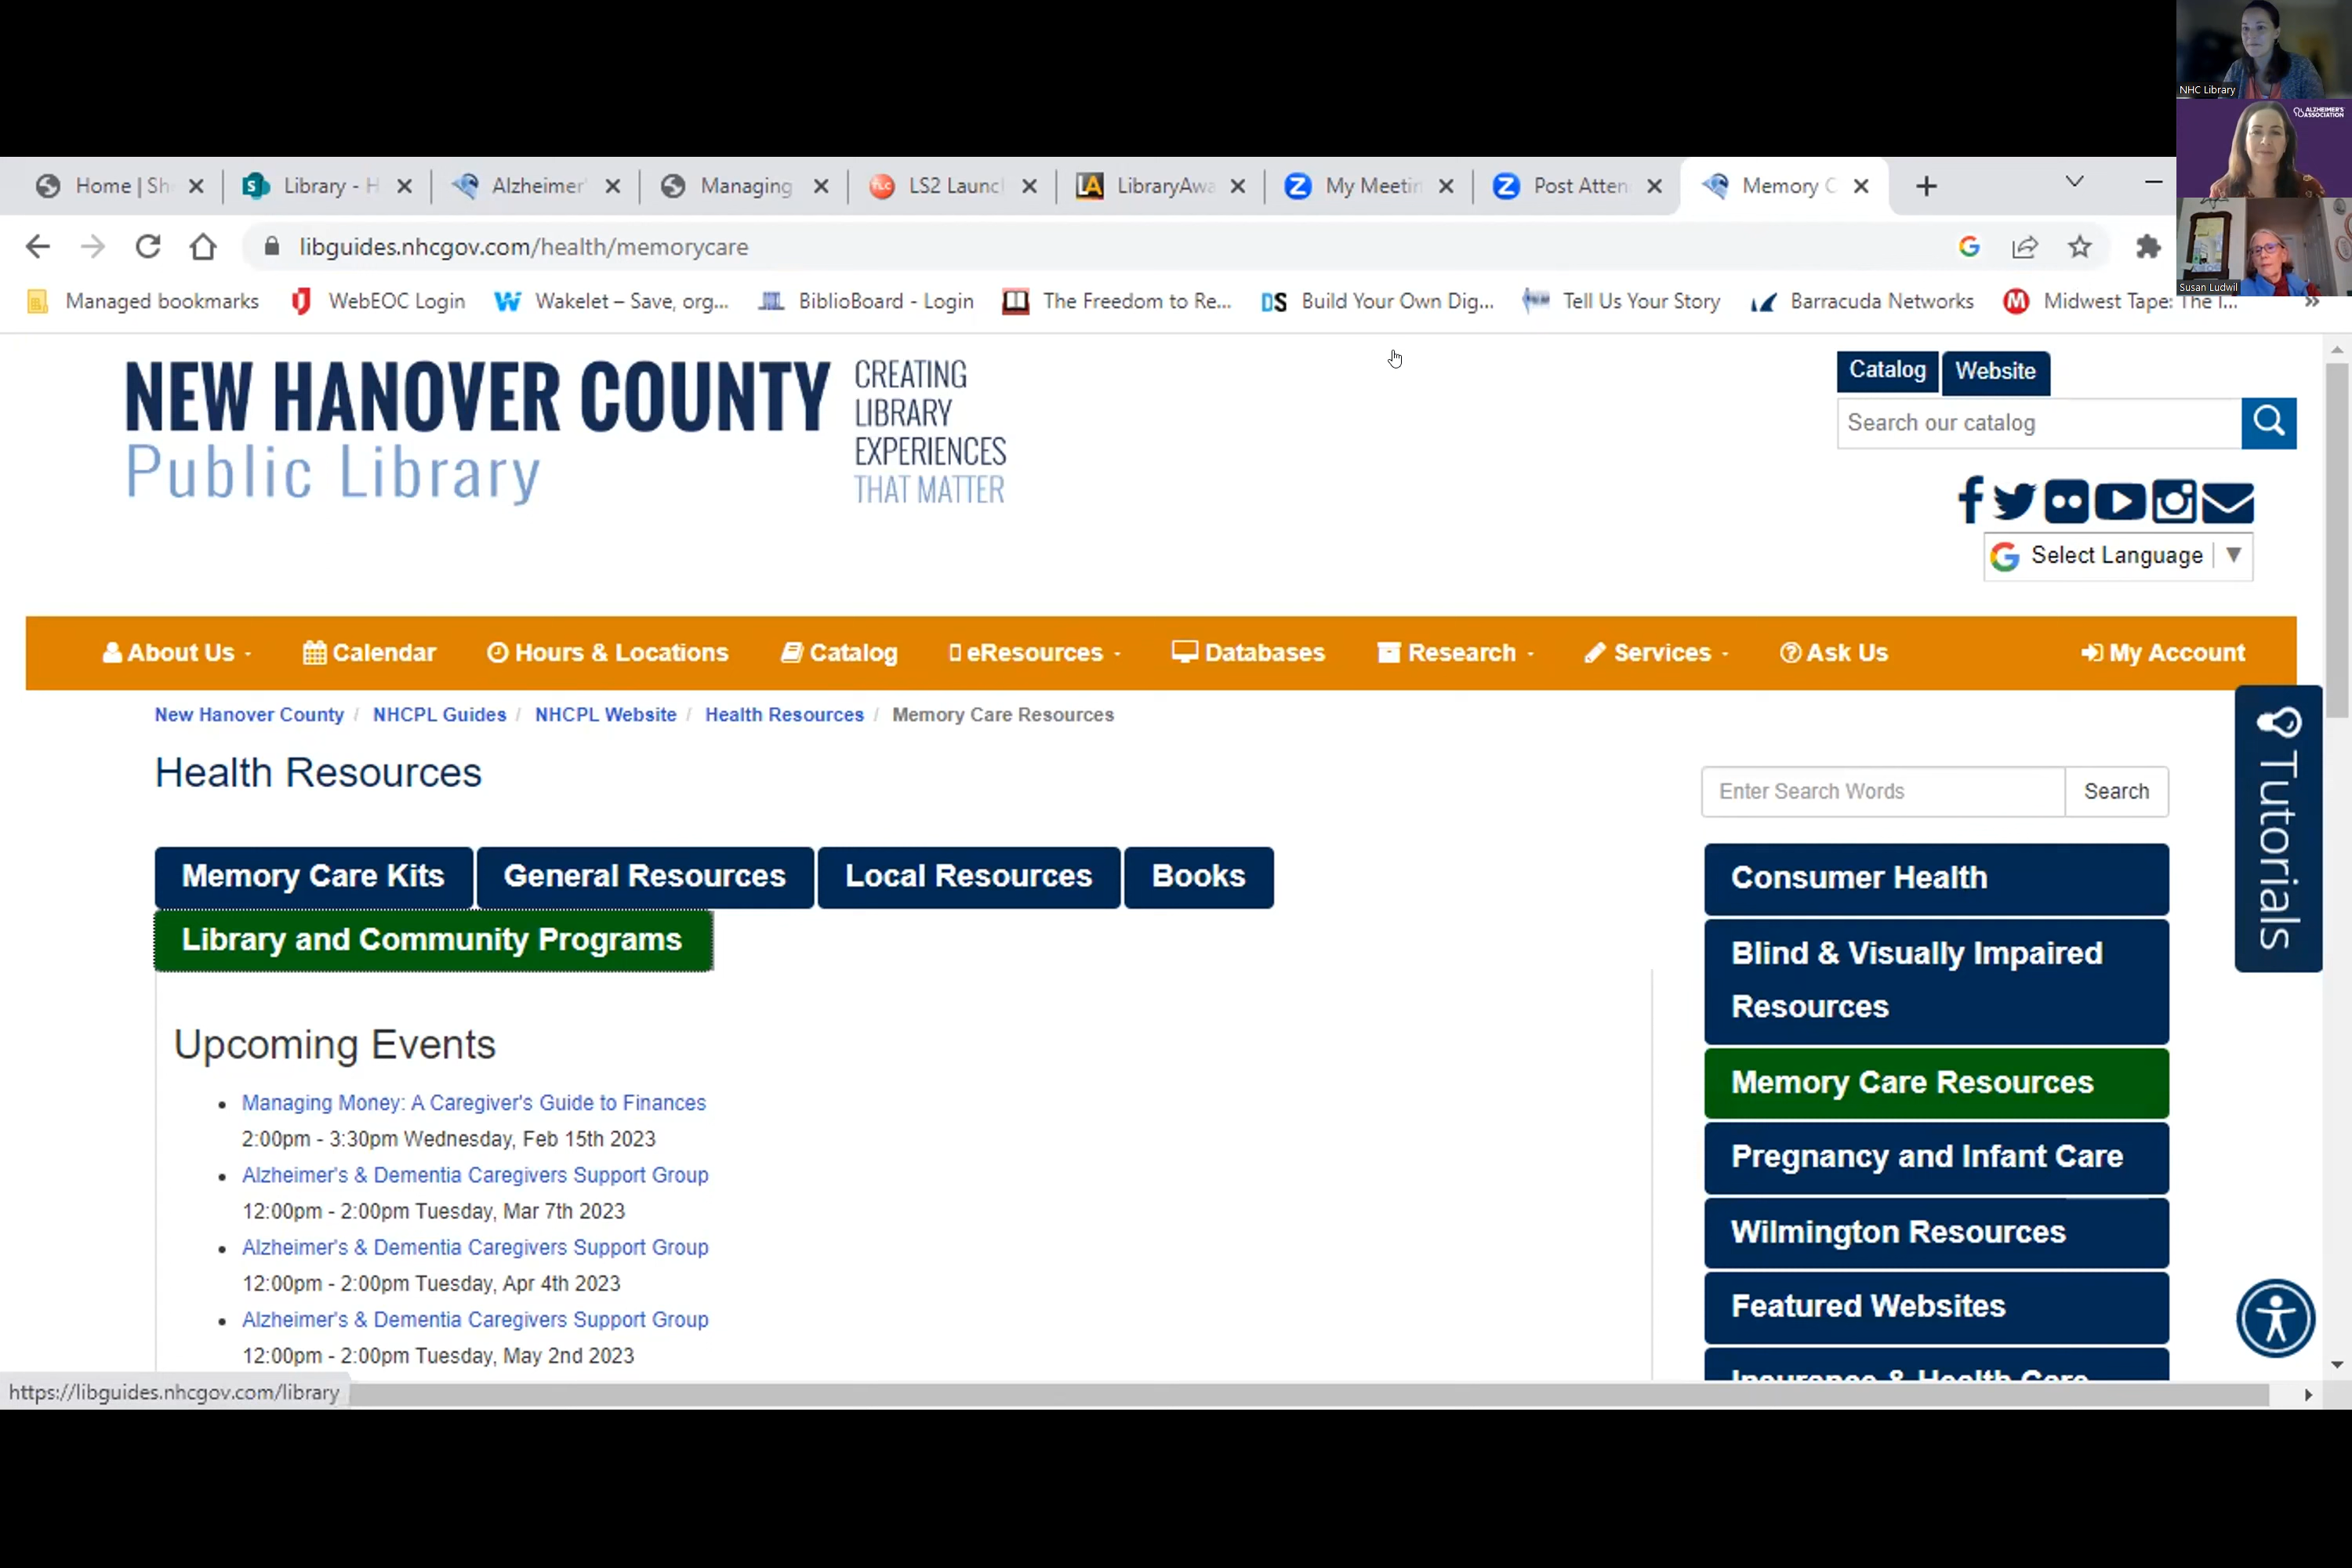 NHC Library
ALZHEIMER'S
ASSOCIATION
Susan Ludwil
Home | Sh
Library - H
Alzheimer'
Managing
LS2 Launc
LibraryAwa
My Meetin
Post Atten
Memory C
libguides.nhcgov.com/health/memorycare
Managed bookmarks
WebEOC Login
Wakelet – Save, org...
BiblioBoard - Login
The Freedom to Re...
DS Build Your Own Dig...
Tell Us Your Story
Barracuda Networks
Midwest Tape: The I...
NEW HANOVER COUNTY
Public Library
CREATING
LIBRARY
EXPERIENCES
THAT MATTER
Catalog
Website
Search our catalog
Select Language
About Us
Calendar
Hours & Locations
Catalog
eResources
Databases
Research
Services
Ask Us
My Account
New Hanover County / NHCPL Guides / NHCPL Website / Health Resources / Memory Care Resources
Health Resources
Enter Search Words
Search
Tutorials
Memory Care Kits
General Resources
Local Resources
Books
Library and Community Programs
Upcoming Events
Managing Money: A Caregiver's Guide to Finances
2:00pm - 3:30pm Wednesday, Feb 15th 2023
Alzheimer's & Dementia Caregivers Support Group
12:00pm - 2:00pm Tuesday, Mar 7th 2023
Alzheimer's & Dementia Caregivers Support Group
12:00pm - 2:00pm Tuesday, Apr 4th 2023
Alzheimer's & Dementia Caregivers Support Group
12:00pm - 2:00pm Tuesday, May 2nd 2023
Consumer Health
Blind & Visually Impaired
Resources
Memory Care Resources
Pregnancy and Infant Care
Wilmington Resources
Featured Websites
Insurance & Health Care
https://libguides.nhcgov.com/library